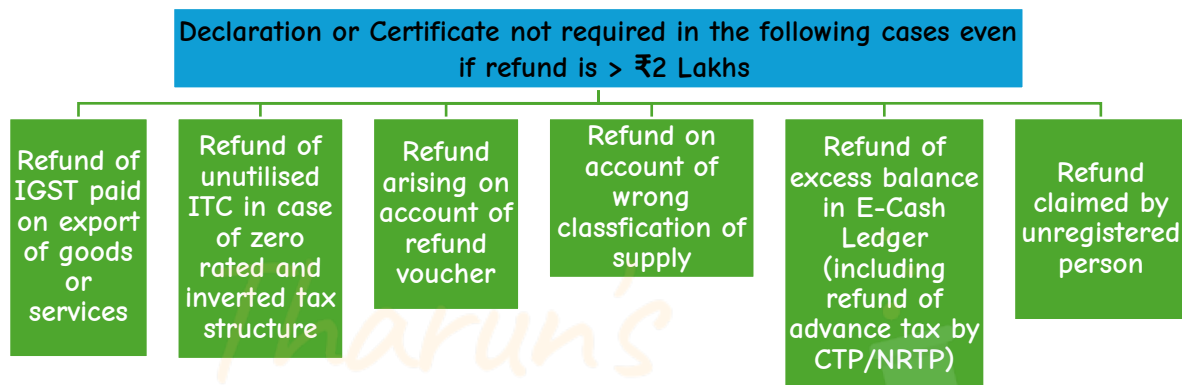 Declaration or Certificate not required in the following cases even
if refund is > ₹2 Lakhs
Refund of
IGST paid
on export
of goods
or
services
Refund of
unutilised
ITC in case
of zero
rated and
inverted tax
structure
Refund
arising on
account of
refund
voucher
Refund on
account of
wrong
classfication of
supply
Refund of
excess balance
in E-Cash
Ledger
(including
refund of
advance tax by
CTP/NRTP)
Refund
claimed by
unregistered
person
Tharun's